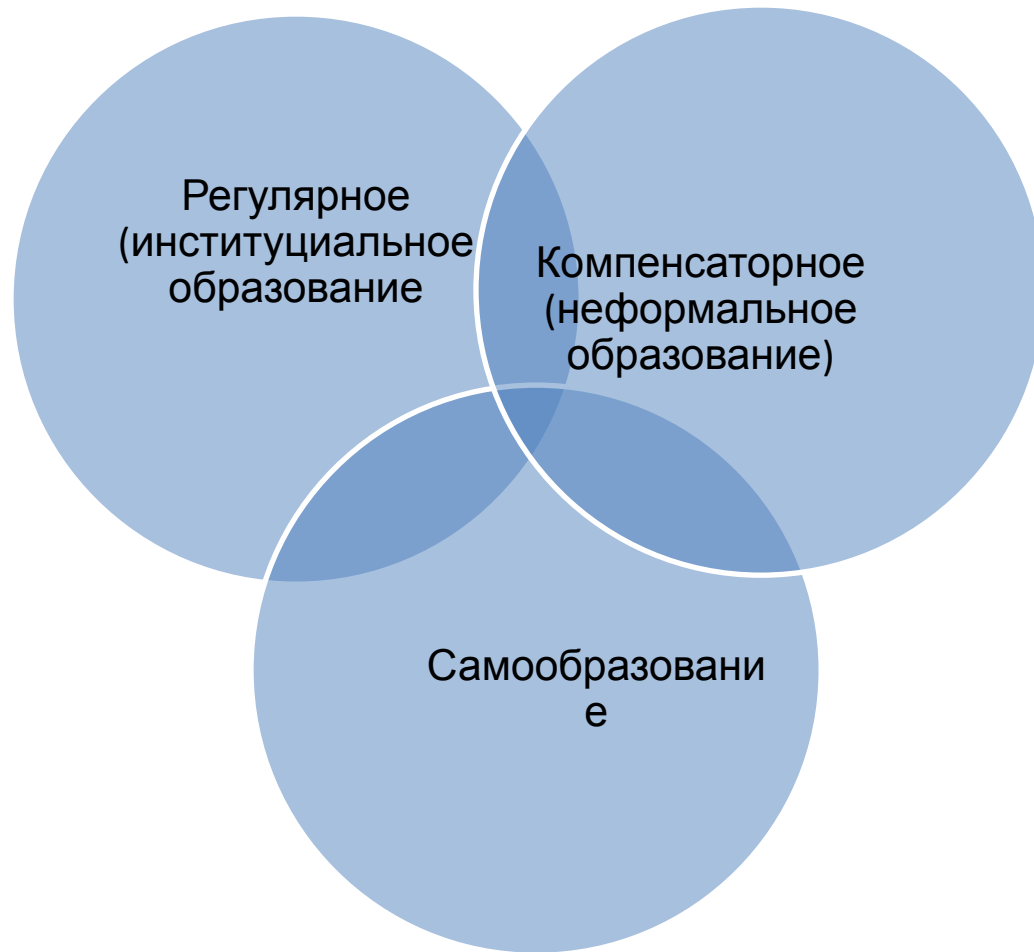 Регулярное
(институциальное
образование
Компенсаторное
(неформальное
образование)
Самообразовани
е